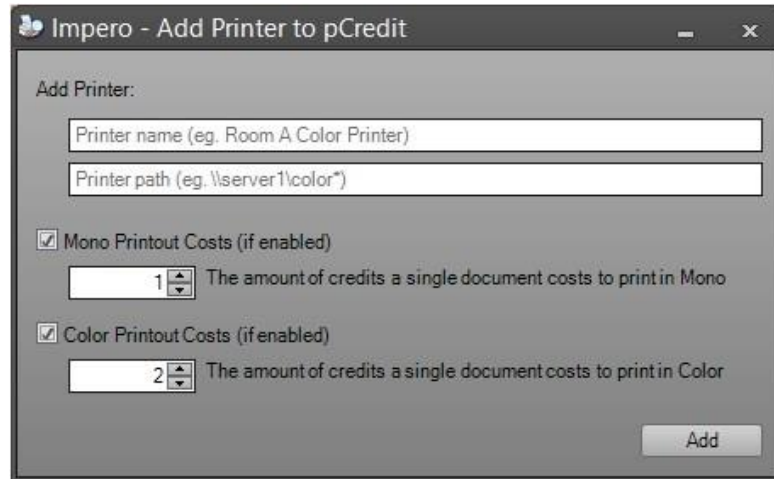 Impero - Add Printer to pCredit
Add Printer:
Printer name (eg. Room A Color Printer)
Printer path (eg. \\server1\color*)
Mono Printout Costs (if enabled)
1 The amount of credits a single document costs to print in Mono
Color Printout Costs (if enabled)
2 The amount of credits a single document costs to print in Color
Add